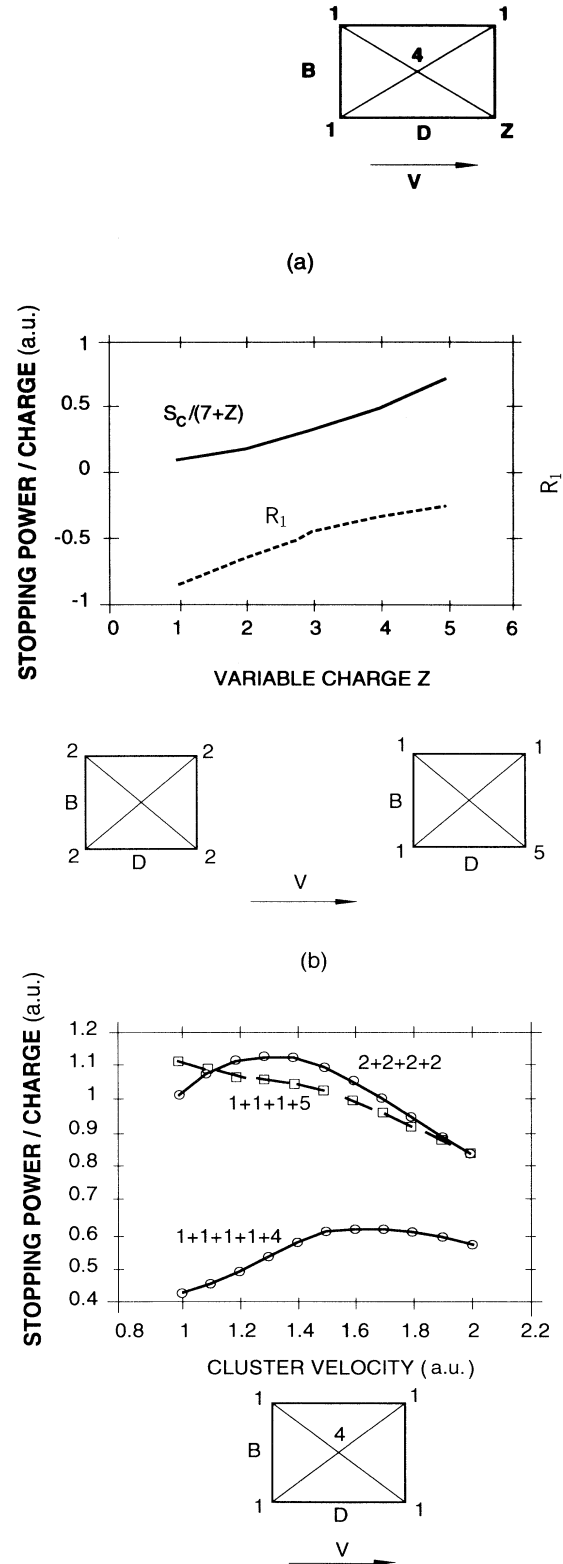 1 1
4
B
1 D Z
V
(a)
STOPPING POWER / CHARGE (a.u.)
1
0.5
0
-0.5
-1
S_C/(7+Z)
R_1
R_1
0 1 2 3 4 5 6
VARIABLE CHARGE Z
2 2
B
2 D 2
1 1
B
1 D 5
V
(b)
STOPPING POWER / CHARGE (a.u.)
1.2
1.1
1
0.9
0.8
0.7
0.6
0.5
0.4
2+2+2+2
1+1+1+5
1+1+1+1+4
0.8 1 1.2 1.4 1.6 1.8 2 2.2
CLUSTER VELOCITY (a.u.)
1 1
4
B
1 D 1
V